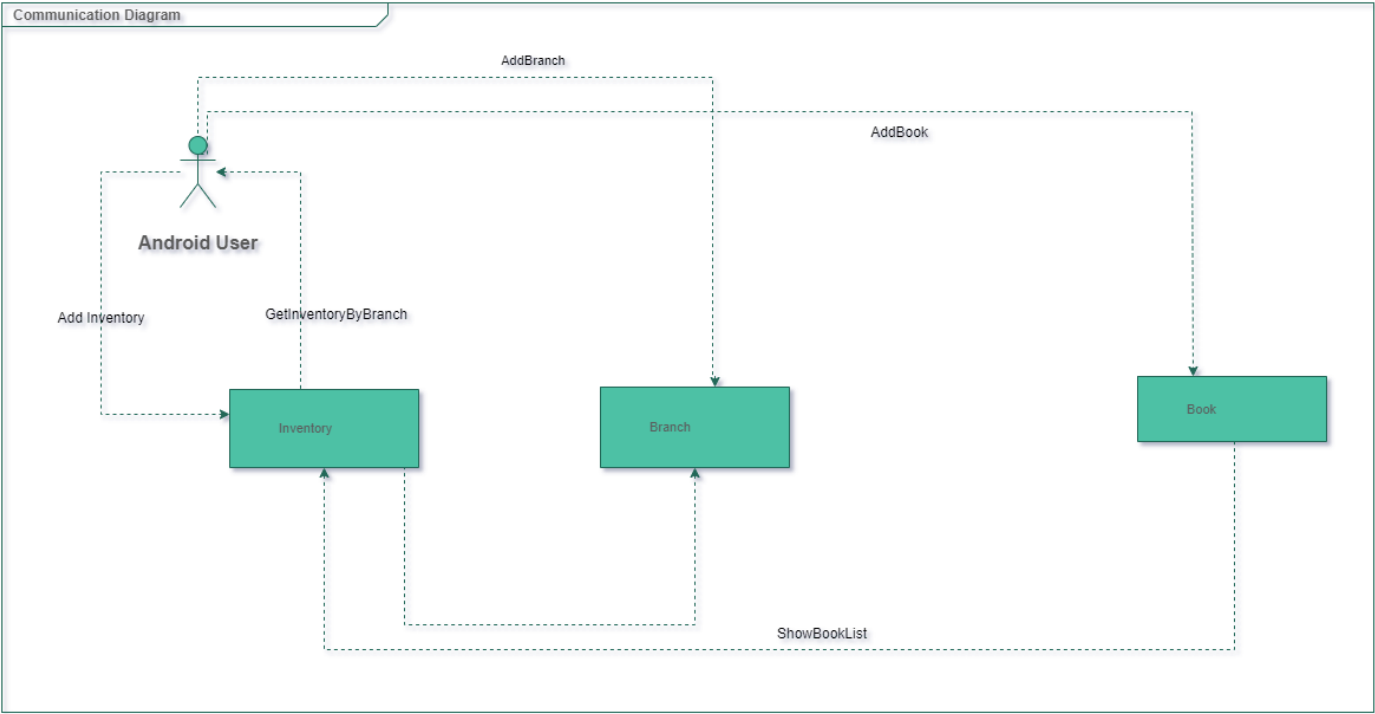 Communication Diagram
AddBranch
AddBook
Android User
Add Inventory
GetInventoryByBranch
Inventory
Branch
Book
ShowBookList